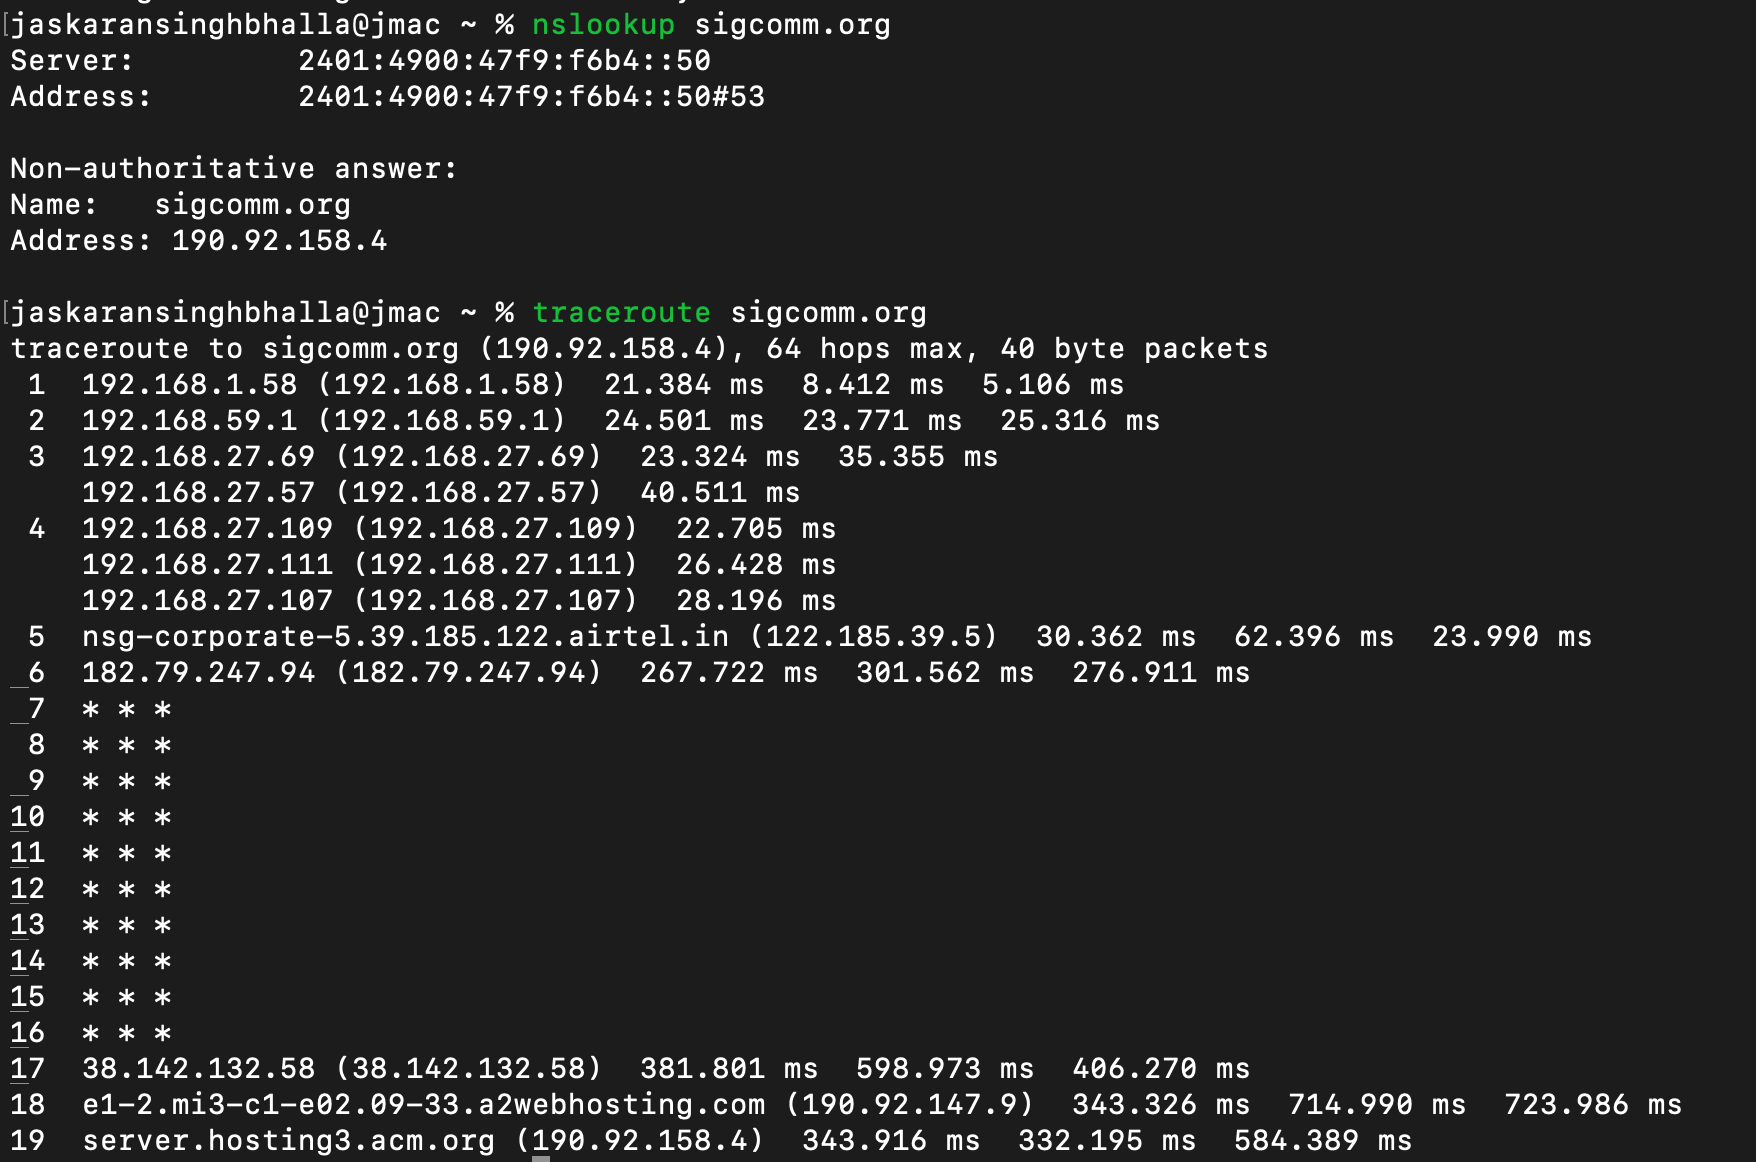 jaskaransinghbhalla@jmac ~ % nslookup sigcomm.org
Server:         2401:4900:47f9:f6b4::50
Address:        2401:4900:47f9:f6b4::50#53
Non-authoritative answer:
Name:   sigcomm.org
Address: 190.92.158.4
jaskaransinghbhalla@jmac ~ % traceroute sigcomm.org
traceroute to sigcomm.org (190.92.158.4), 64 hops max, 40 byte packets
 1  192.168.1.58 (192.168.1.58)  21.384 ms  8.412 ms  5.106 ms
 2  192.168.59.1 (192.168.59.1)  24.501 ms  23.771 ms  25.316 ms
 3  192.168.27.69 (192.168.27.69)  23.324 ms  35.355 ms
    192.168.27.57 (192.168.27.57)  40.511 ms
 4  192.168.27.109 (192.168.27.109)  22.705 ms
    192.168.27.111 (192.168.27.111)  26.428 ms
    192.168.27.107 (192.168.27.107)  28.196 ms
 5  nsg-corporate-5.39.185.122.airtel.in (122.185.39.5)  30.362 ms  62.396 ms  23.990 ms
 6  182.79.247.94 (182.79.247.94)  267.722 ms  301.562 ms  276.911 ms
 7  * * *
 8  * * *
 9  * * *
10  * * *
11  * * *
12  * * *
13  * * *
14  * * *
15  * * *
16  * * *
17  38.142.132.58 (38.142.132.58)  381.801 ms  598.973 ms  406.270 ms
18  e1-2.mi3-c1-e02.09-33.a2webhosting.com (190.92.147.9)  343.326 ms  714.990 ms  723.986 ms
19  server.hosting3.acm.org (190.92.158.4)  343.916 ms  332.195 ms  584.389 ms